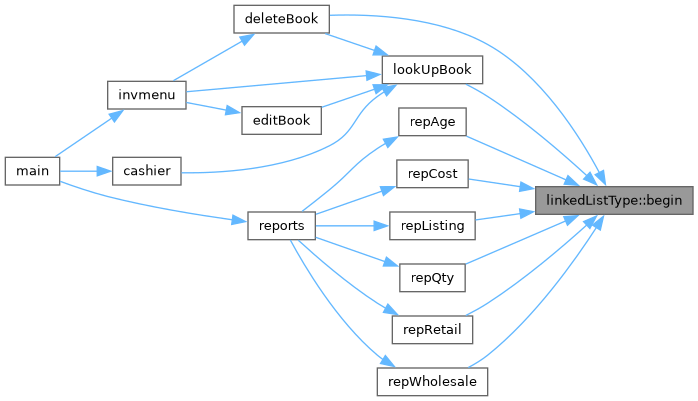 deleteBook
lookUpBook
invmenu
editBook
repAge
main
cashier
repCost
linkedListType::begin
reports
repListing
repQty
repRetail
repWholesale